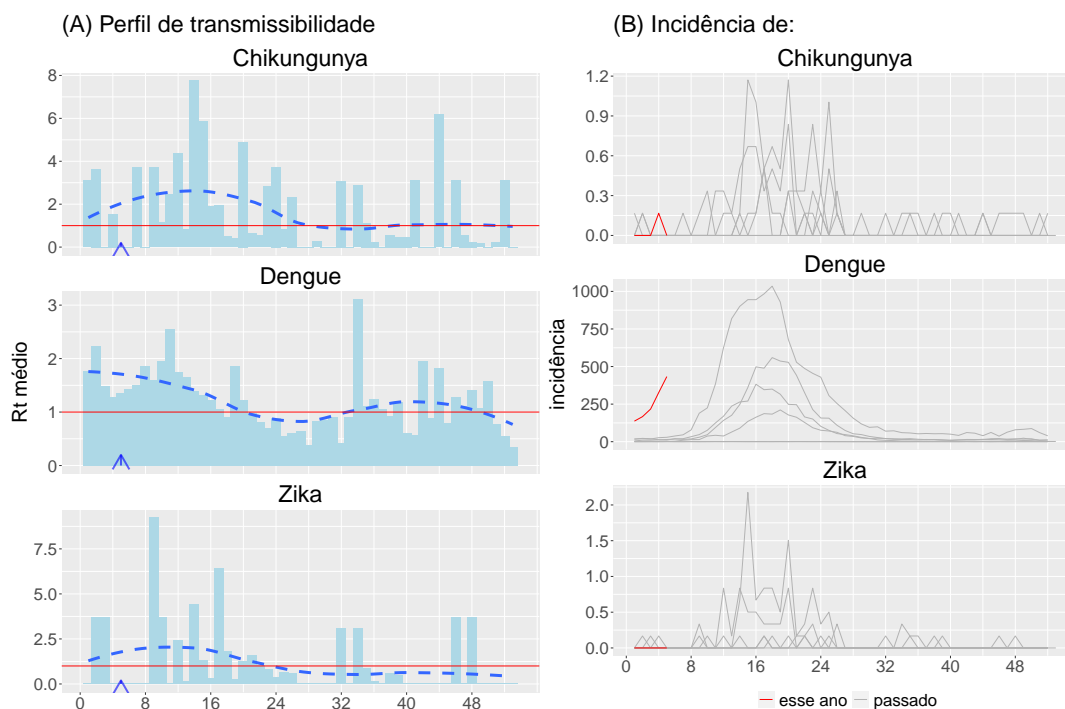 (A) Perfil de transmissibilidade
Chikungunya
8
6
4
2
0
Dengue
3
2
1
0
Rt médio
Zika
7.5
5.0
2.5
0.0
0 8 16 24 32 40 48
(B) Incidência de:
Chikungunya
1.2
0.9
0.6
0.3
0.0
Dengue
1000
750
500
250
0
incidência
Zika
2.0
1.5
1.0
0.5
0.0
0 8 16 24 32 40 48
esse ano passado